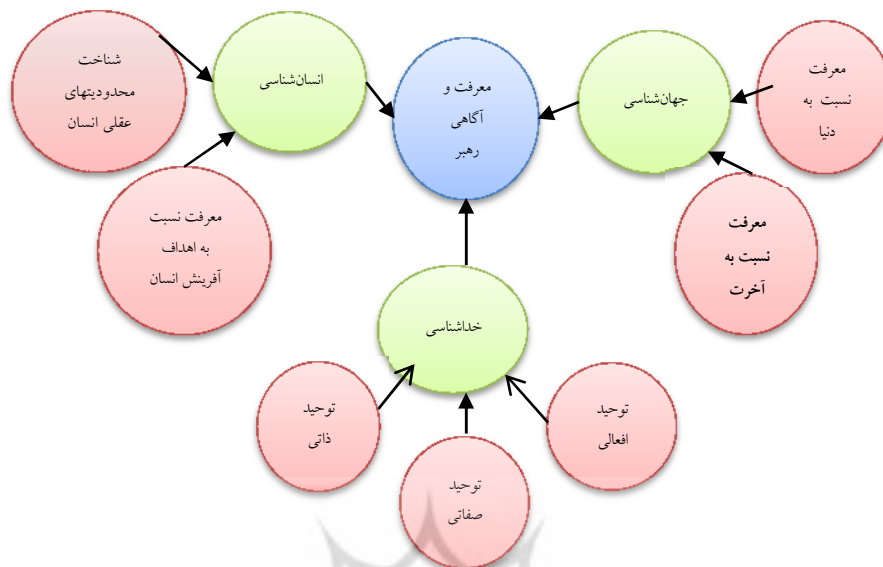 شناخت
محدودیتهای
عقلی انسان
انسان‌شناسی
معرفت و
آگاهی
رهبر
جهان‌شناسی
معرفت
نسبت به
دنیا
معرفت نسبت
به اهداف
آفرینش انسان
معرفت
نسبت به
آخرت
خداشناسی
توحید
ذاتی
توحید
صفاتی
توحید
افعالی